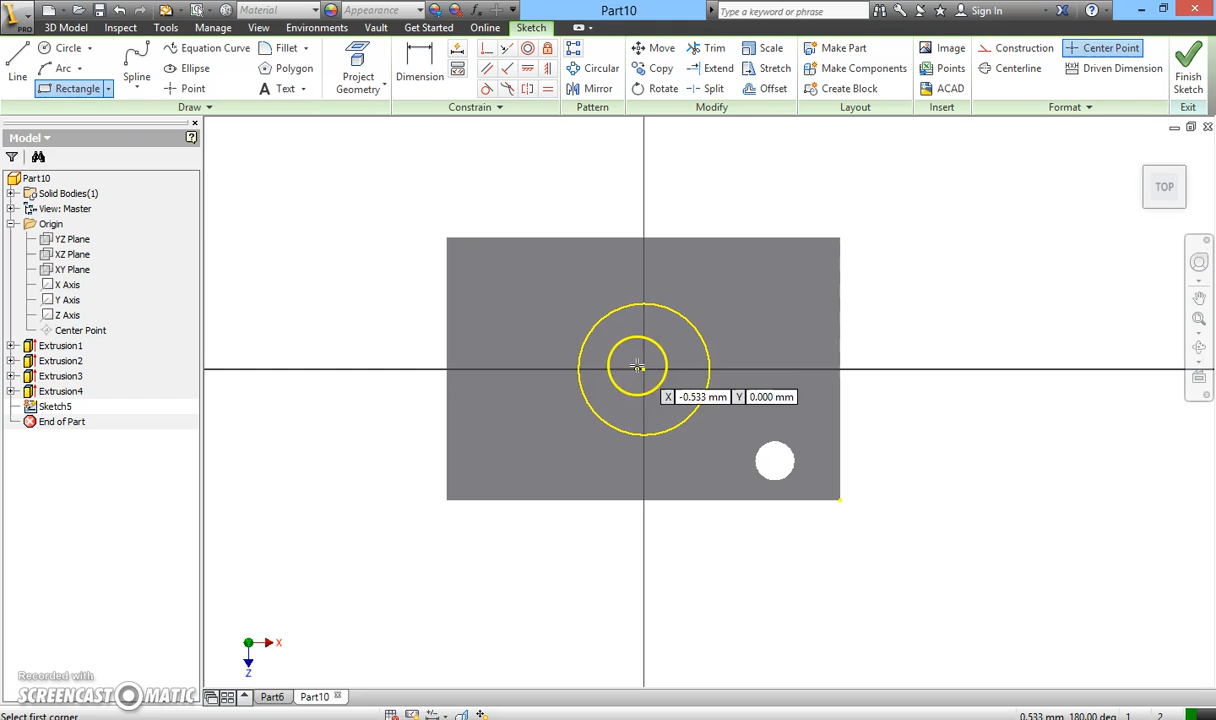 Material
Appearance
Part10
Type a keyword or phrase
Sign In
PRO
3D Model Inspect Tools Manage View Environments Vault Get Started Online Sketch
Line
Circle
Arc
Rectangle
Spline
Equation Curve
Ellipse
Point
Fillet
Polygon
Text
Project
Geometry
Dimension
Circular
Mirror
Move
Copy
Rotate
Trim
Extend
Split
Scale
Stretch
Offset
Make Part
Make Components
Create Block
Image
Points
ACAD
Construction
Centerline
Center Point
Driven Dimension
Finish
Sketch
Draw
Constrain
Pattern
Modify
Layout
Insert
Format
Exit
Model
Part10
Solid Bodies(1)
View: Master
Origin
YZ Plane
XZ Plane
XY Plane
X Axis
Y Axis
Z Axis
Center Point
Extrusion1
Extrusion2
Extrusion3
Extrusion4
Sketch5
End of Part
TOP
X -0.533 mm Y 0.000 mm
X
Z
Recorded with
SCREENCAST MATIC
Part6 Part10
Select first corner
0.533 mm, 180.00 deg 1 2